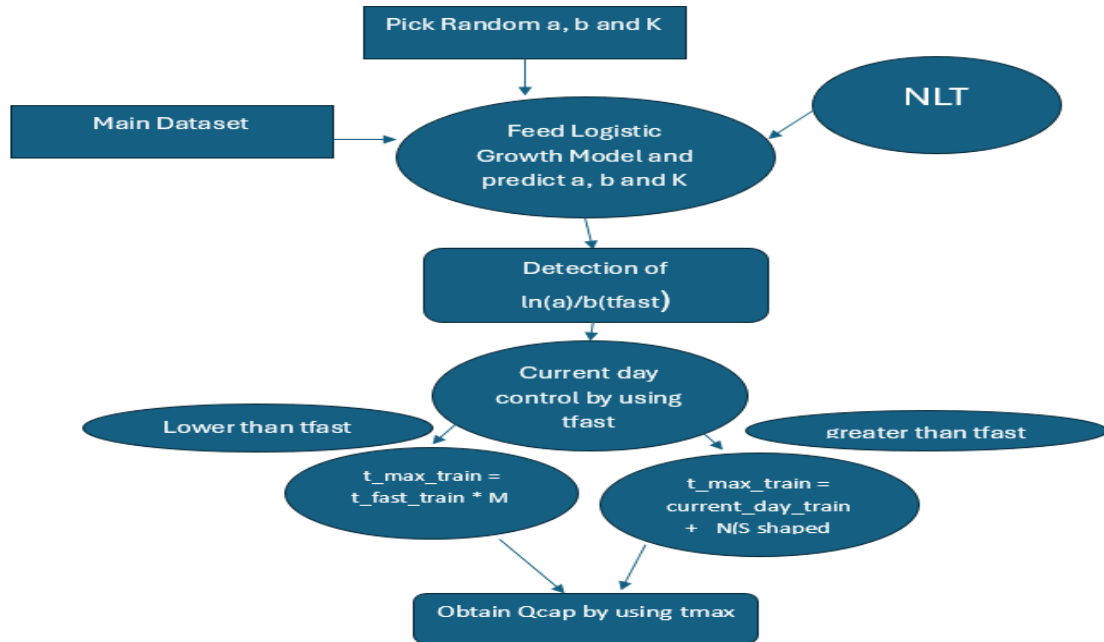 Pick Random a, b and K
NLT
Main Dataset
Feed Logistic
Growth Model and
predict a, b and K
Detection of
ln(a)/b(tfast)
Current day
control by using
tfast
Lower than tfast
greater than tfast
t_max_train =
t_fast_train * M
t_max_train =
current_day_train
+ N(S shaped
Obtain Qcap by using tmax